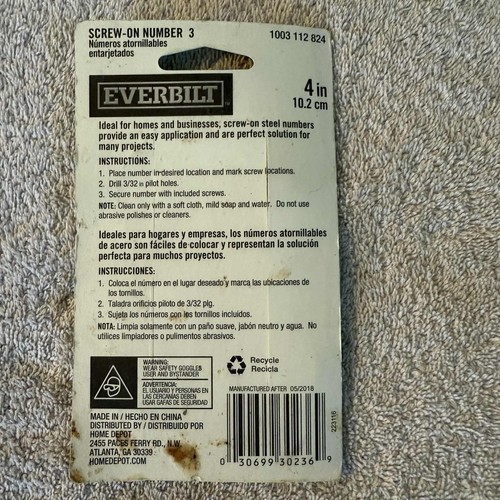 SCREW-ON NUMBER 3
Números atornillables
entarjetados
1003 112 824
EVERBILT
4 in
10.2 cm
Ideal for homes and businesses, screw-on steel numbers
provide an easy application and are perfect solution for
many projects.
INSTRUCTIONS:
1. Place number in desired location and mark screw locations.
2. Drill 3/32 in pilot holes.
3. Secure number with included screws.
NOTE: Clean only with a soft cloth, mild soap and water. Do not use
abrasive polishes or cleaners.
Ideales para hogares y empresas, los números atornillables
de acero son fáciles de colocar y representan la solución
perfecta para muchos proyectos.
INSTRUCCIONES:
1. Coloca el número en el lugar deseado y marca las ubicaciones de
los tornillos.
2. Taladra orificios piloto de 3/32 plg.
3. Sujeta los números con los tornillos incluidos.
NOTA: Limpia solamente con un paño suave, jabón neutro y agua. No
utilices limpiadores o pulimentos abrasivos.
WARNING:
WEAR SAFETY GOGGLES
USER AND BYSTANDER
ADVERTENCIA:
EL USUARIO Y PERSONAS EN
LAS CERCANÍAS DEBEN
USAR GAFAS DE SEGURIDAD
Recycle
Recicla
MANUFACTURED AFTER 05/2018
MADE IN / HECHO EN CHINA
DISTRIBUTED BY / DISTRIBUIDO POR
HOME DEPOT
2455 PACES FERRY RD., N.W.
ATLANTA, GA 30339
HOMEDEPOT.COM
0 30699 30236 9
223116